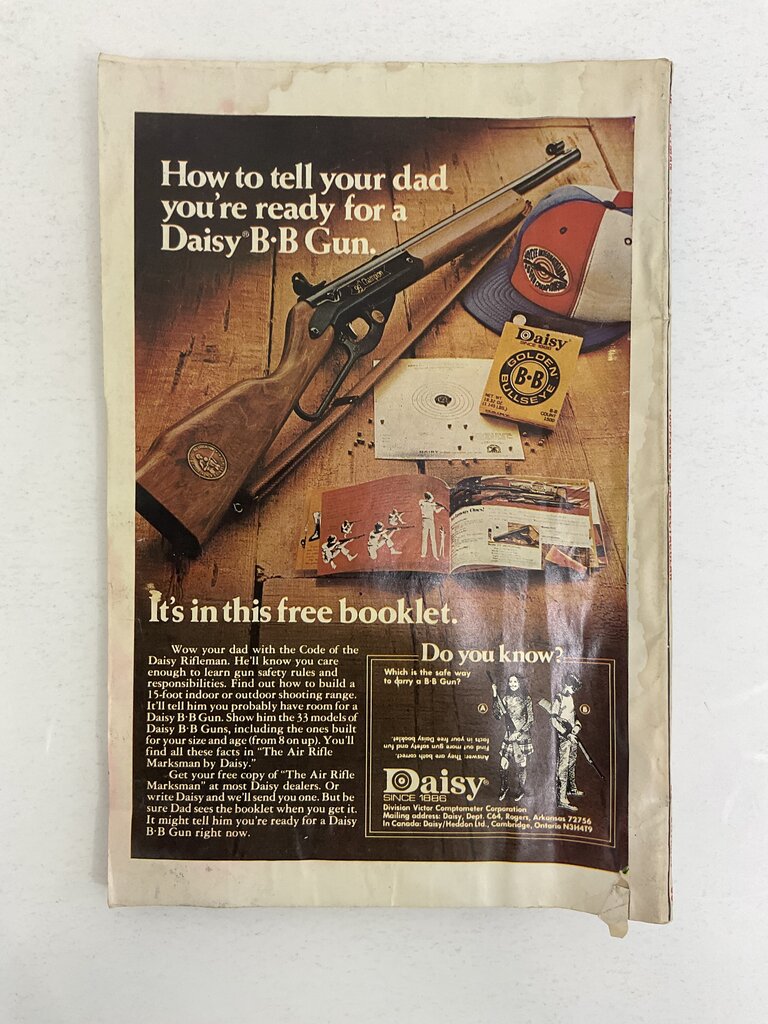 How to tell your dad
you're ready for a
Daisy® B·B Gun.
Daisy
SINCE 1886
GOLDEN
B·B
BULLSEYE
It's in this free booklet.
Wow your dad with the Code of the
Daisy Rifleman. He'll know you care
enough to learn gun safety rules and
responsibilities. Find out how to build a
15-foot indoor or outdoor shooting range.
It'll tell him you probably have room for a
Daisy B·B Gun. Show him the 33 models of
Daisy B·B Guns, including the ones built
for your size and age (from 8 on up). You'll
find all these facts in "The Air Rifle
Marksman by Daisy."
Get your free copy of "The Air Rifle
Marksman" at most Daisy dealers. Or
write Daisy and we'll send you one. But be
sure Dad sees the booklet when you get it.
It might tell him you're ready for a Daisy
B·B Gun right now.
Do you know?
Which is the safe way
to carry a B·B Gun?
A
B
Answer: They are both correct.
Find out more gun safety and fun
facts in your free Daisy booklet.
Daisy®
SINCE 1886
Division Victor Comptometer Corporation
Mailing address: Daisy, Dept. C64, Rogers, Arkansas 72756
In Canada: Daisy/Heddon Ltd., Cambridge, Ontario N3H4T9